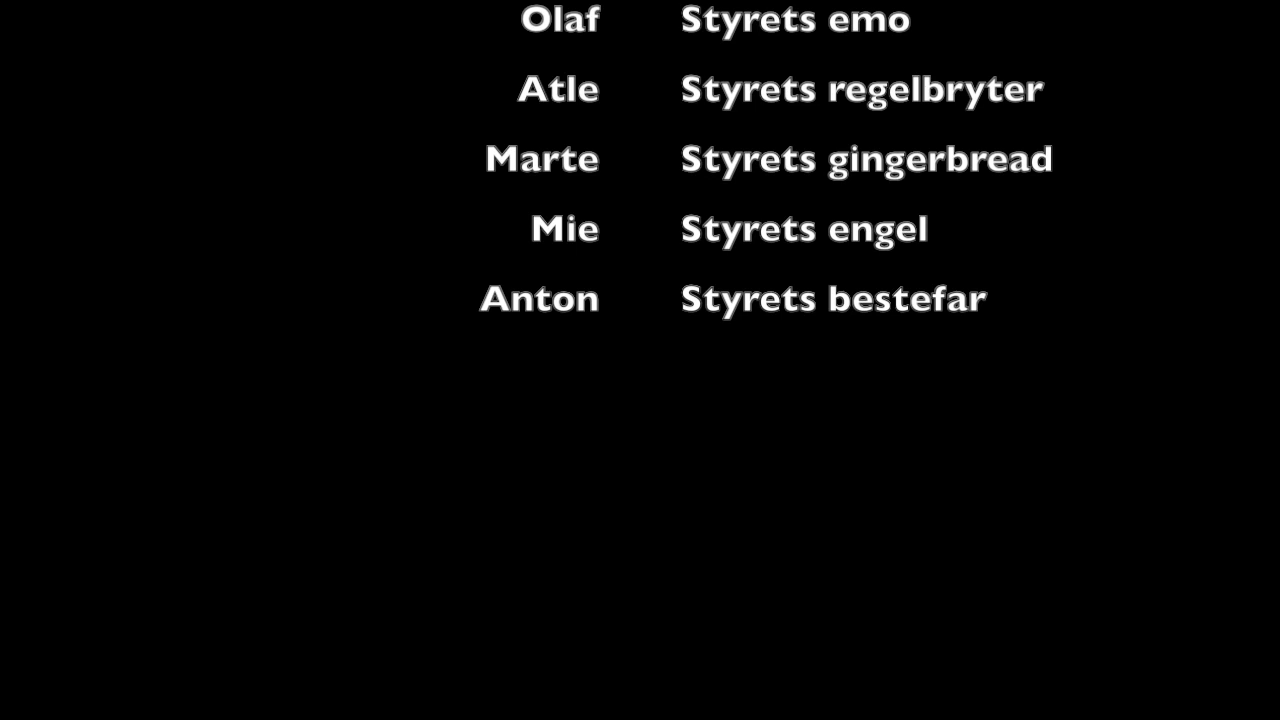 Olaf Styrets emo
Atle Styrets regelbryter
Marte Styrets gingerbread
Mie Styrets engel
Anton Styrets bestefar